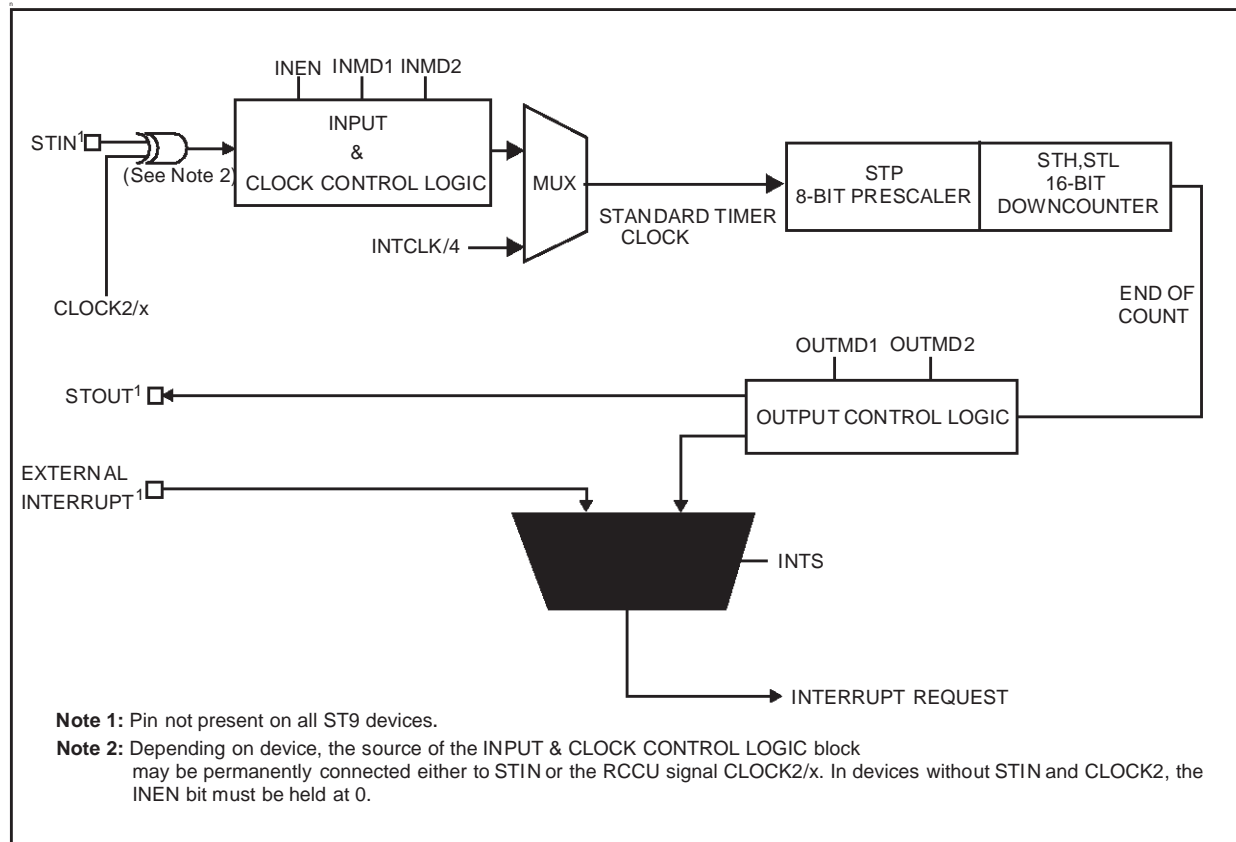 INEN INMD1 INMD2
STIN1
(See Note 2)
INPUT
&
CLOCK CONTROL LOGIC
MUX
INTCLK/4
CLOCK2/x
STANDARD TIMER
CLOCK
STP
8-BIT PRESCALER
STH,STL
16-BIT
DOWNCOUNTER
END OF
COUNT
OUTMD1 OUTMD2
OUTPUT CONTROL LOGIC
STOUT1
EXTERNAL
INTERRUPT1
INTS
INTERRUPT REQUEST
Note 1: Pin not present on all ST9 devices.
Note 2: Depending on device, the source of the INPUT & CLOCK CONTROL LOGIC block
may be permanently connected either to STIN or the RCCU signal CLOCK2/x. In devices without STIN and CLOCK2, the
INEN bit must be held at 0.